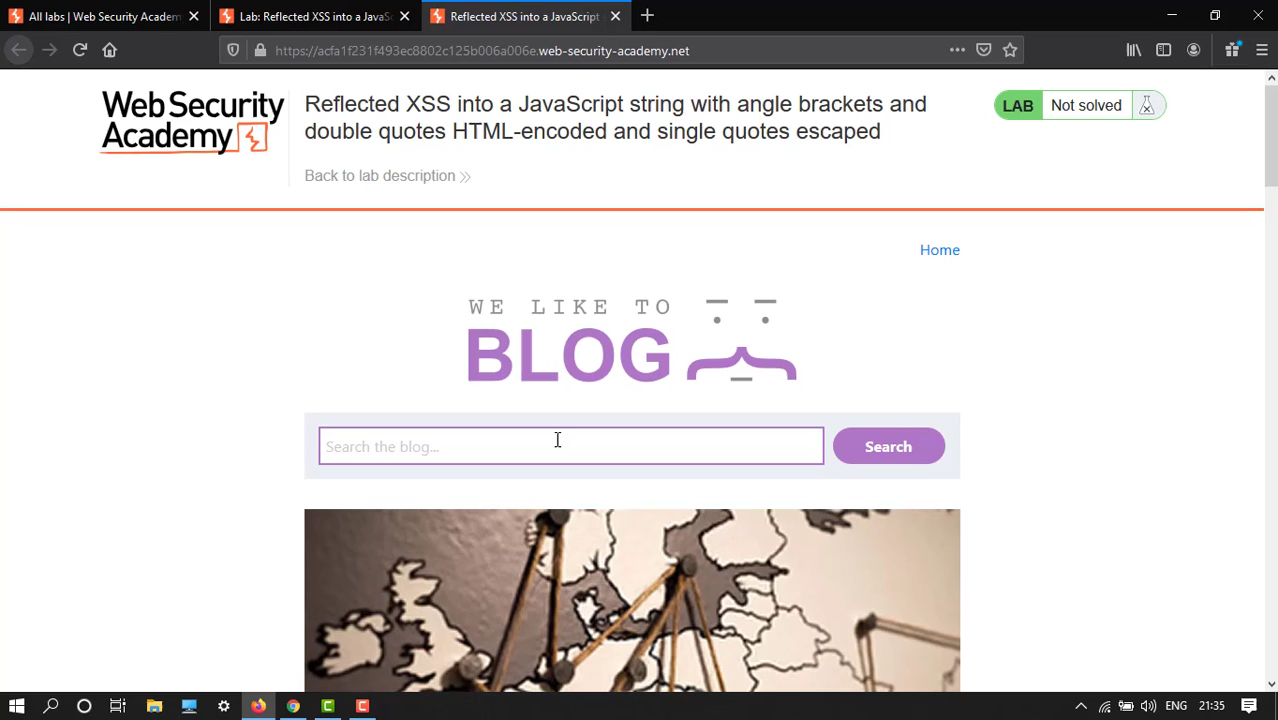 All labs | Web Security Academy
Lab: Reflected XSS into a JavaSc
Reflected XSS into a JavaScript
https://acfa1f231f493ec8802c125b006a006e.web-security-academy.net
Web Security Academy
Reflected XSS into a JavaScript string with angle brackets and
double quotes HTML-encoded and single quotes escaped
LAB Not solved
Back to lab description
Home
WE LIKE TO
BLOG
Search the blog...
Search
ENG 21:35